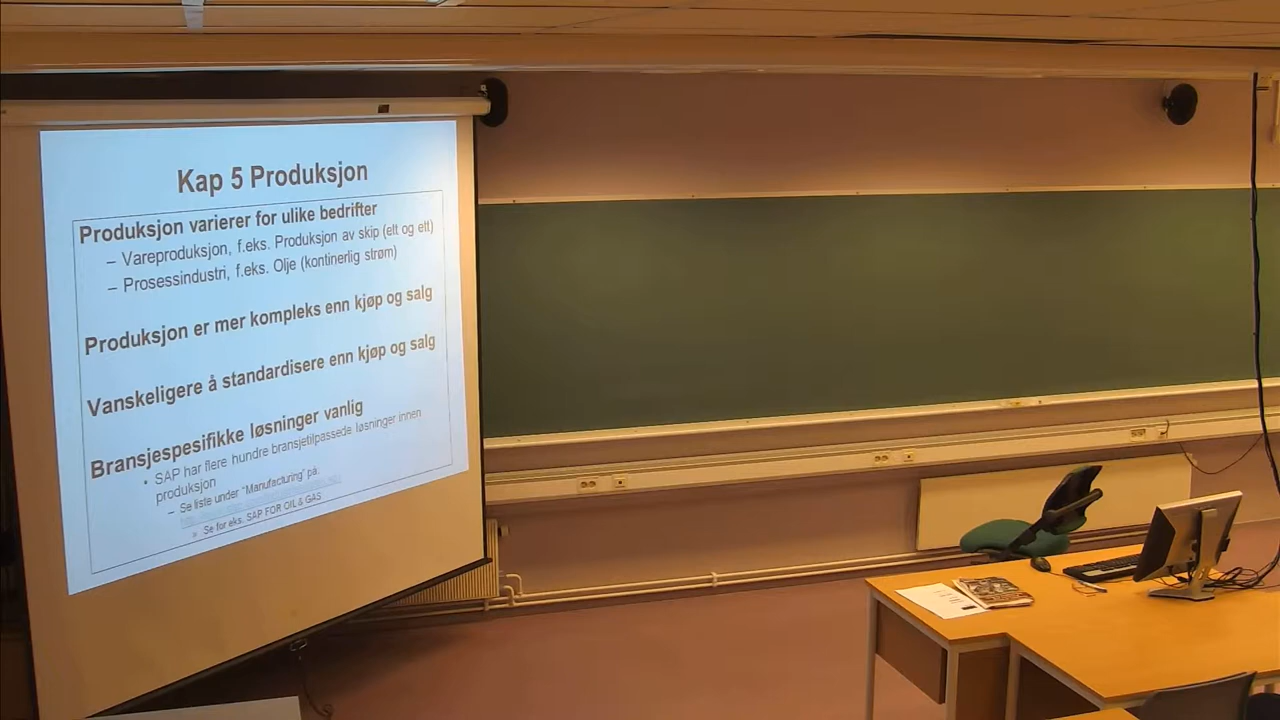 Kap 5 Produksjon
Produksjon varierer for ulike bedrifter
– Vareproduksjon, f.eks. Produksjon av skip (ett og ett)
– Prosessindustri, f.eks. Olje (kontinerlig strøm)
Produksjon er mer kompleks enn kjøp og salg
Vanskeligere å standardisere enn kjøp og salg
Bransjespesifikke løsninger vanlig
• SAP har flere hundre bransjetilpassede løsninger innen
produksjon
– Se liste under "Manufacturing" på:
» Se for eks. SAP FOR OIL & GAS